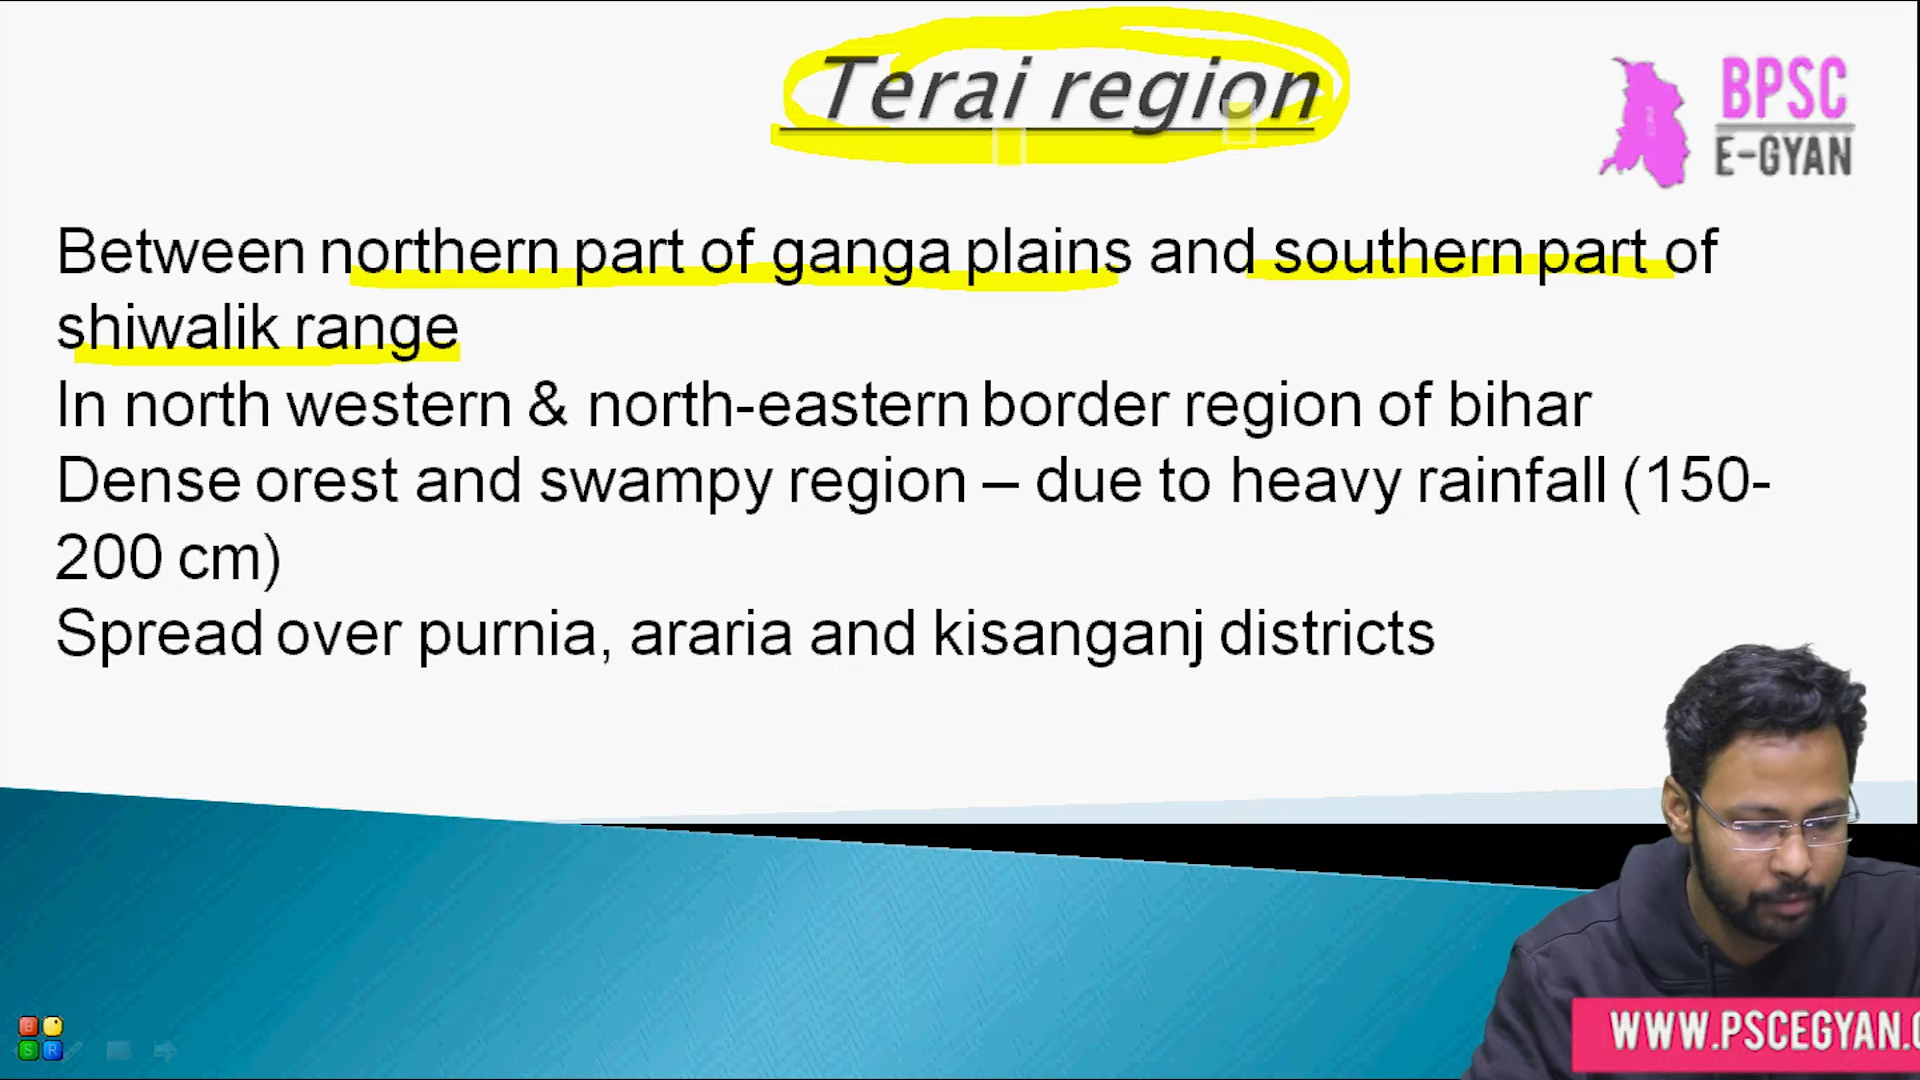 Terai region
BPSC
E-GYAN
Between northern part of ganga plains and southern part of
shiwalik range
In north western & north-eastern border region of bihar
Dense orest and swampy region – due to heavy rainfall (150-
200 cm)
Spread over purnia, araria and kisanganj districts
B
S R
WWW.PSCEGYAN.